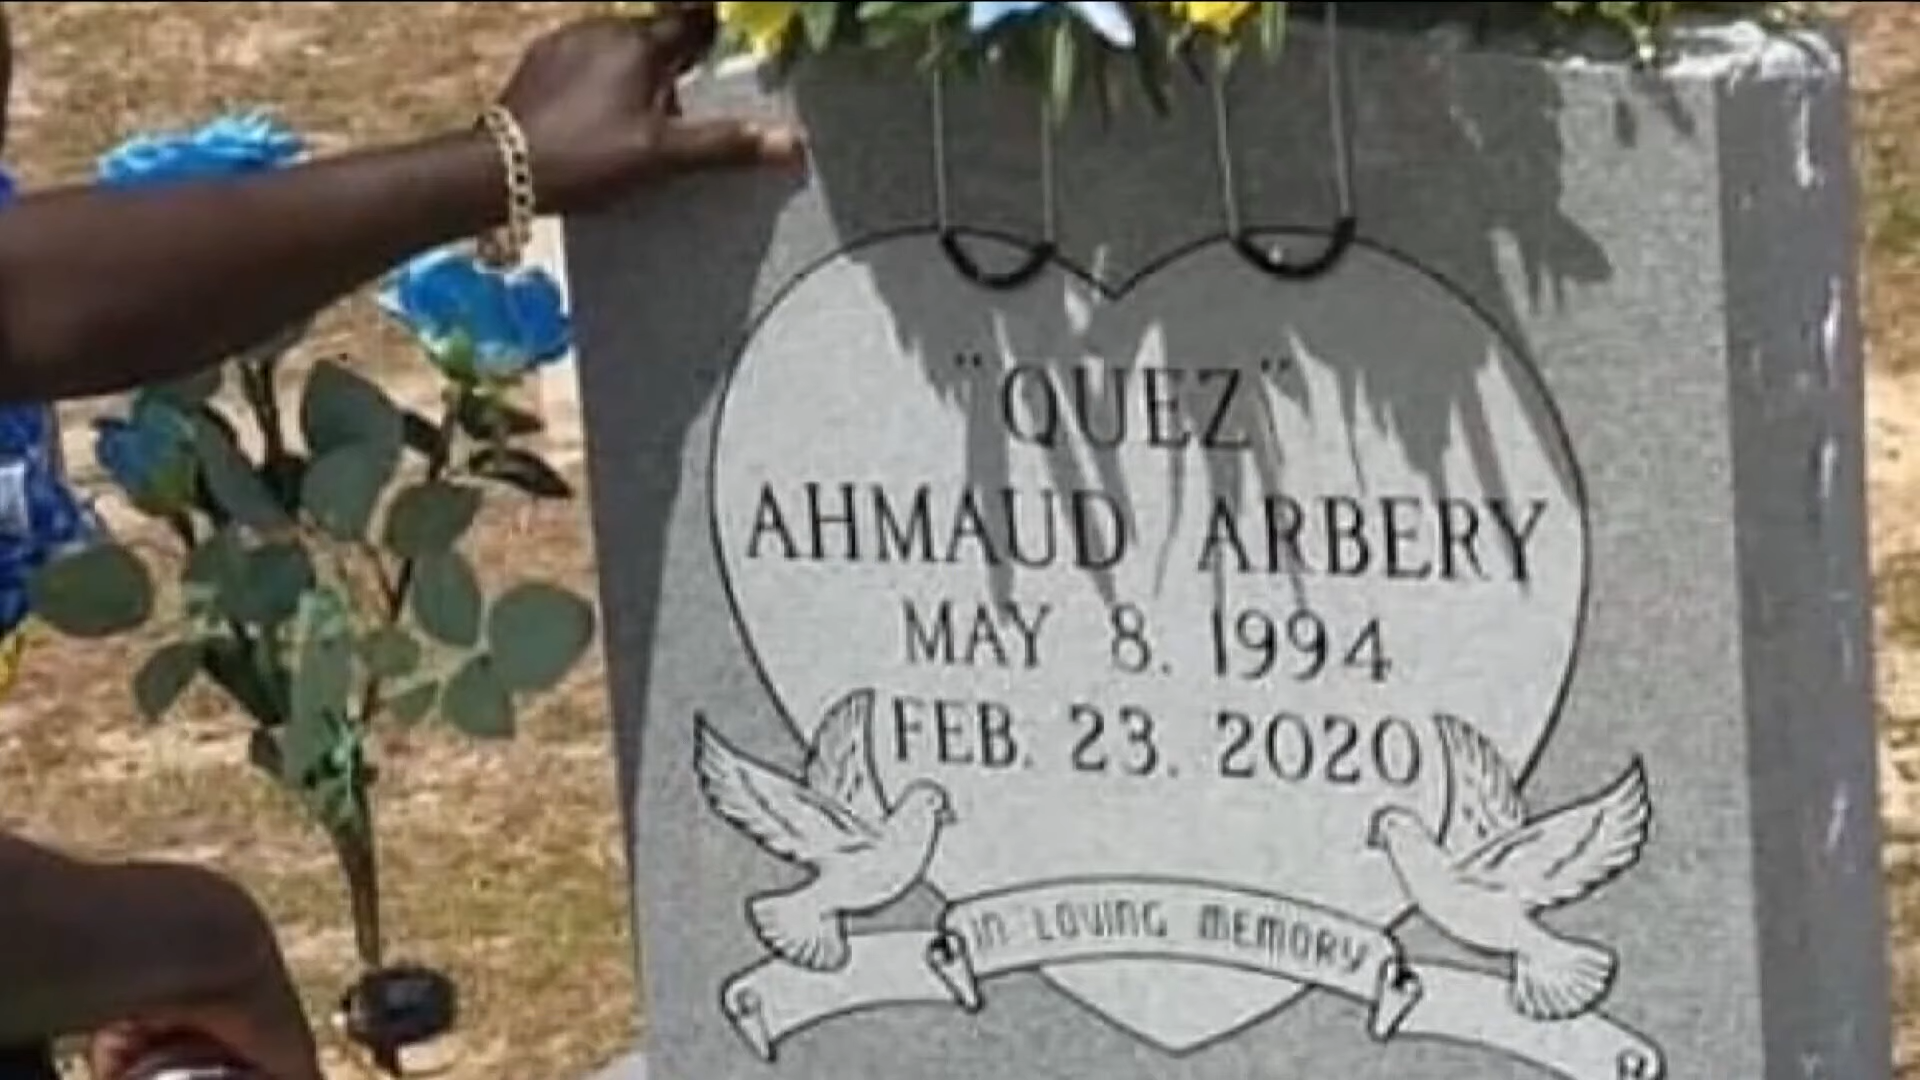 "QUEZ"
AHMAUD ARBERY
MAY 8. 1994
FEB. 23. 2020
IN LOVING MEMORY